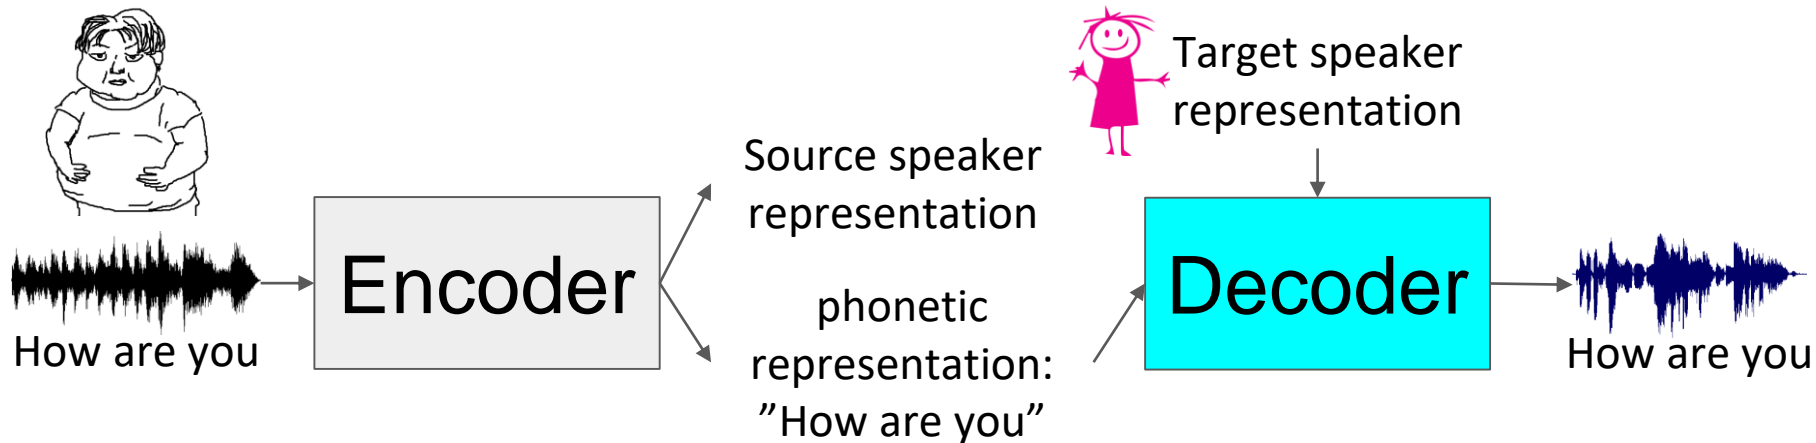 How are you
Encoder
Source speaker
representation
phonetic
representation:
”How are you”
Target speaker
representation
Decoder
How are you